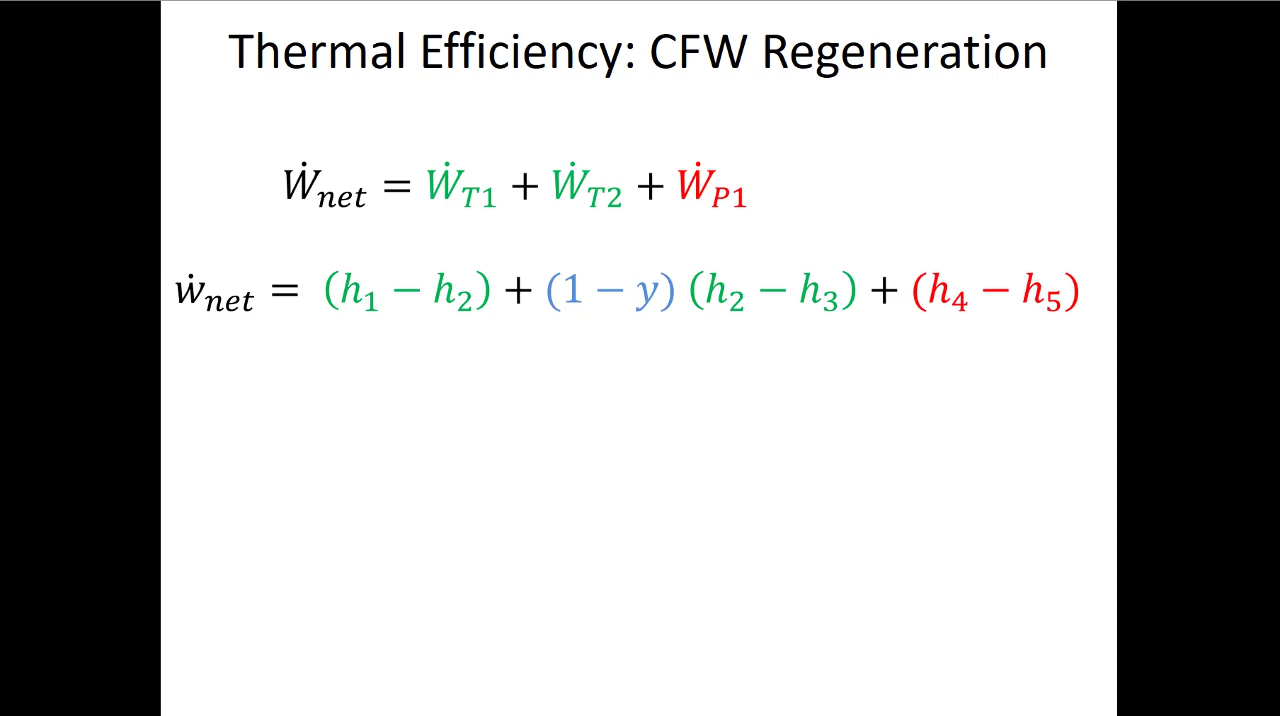 Thermal Efficiency: CFW Regeneration
Ẇ_net = Ẇ_T1 + Ẇ_T2 + Ẇ_P1
ẇ_net = (h_1 − h_2) + (1 − y) (h_2 − h_3) + (h_4 − h_5)